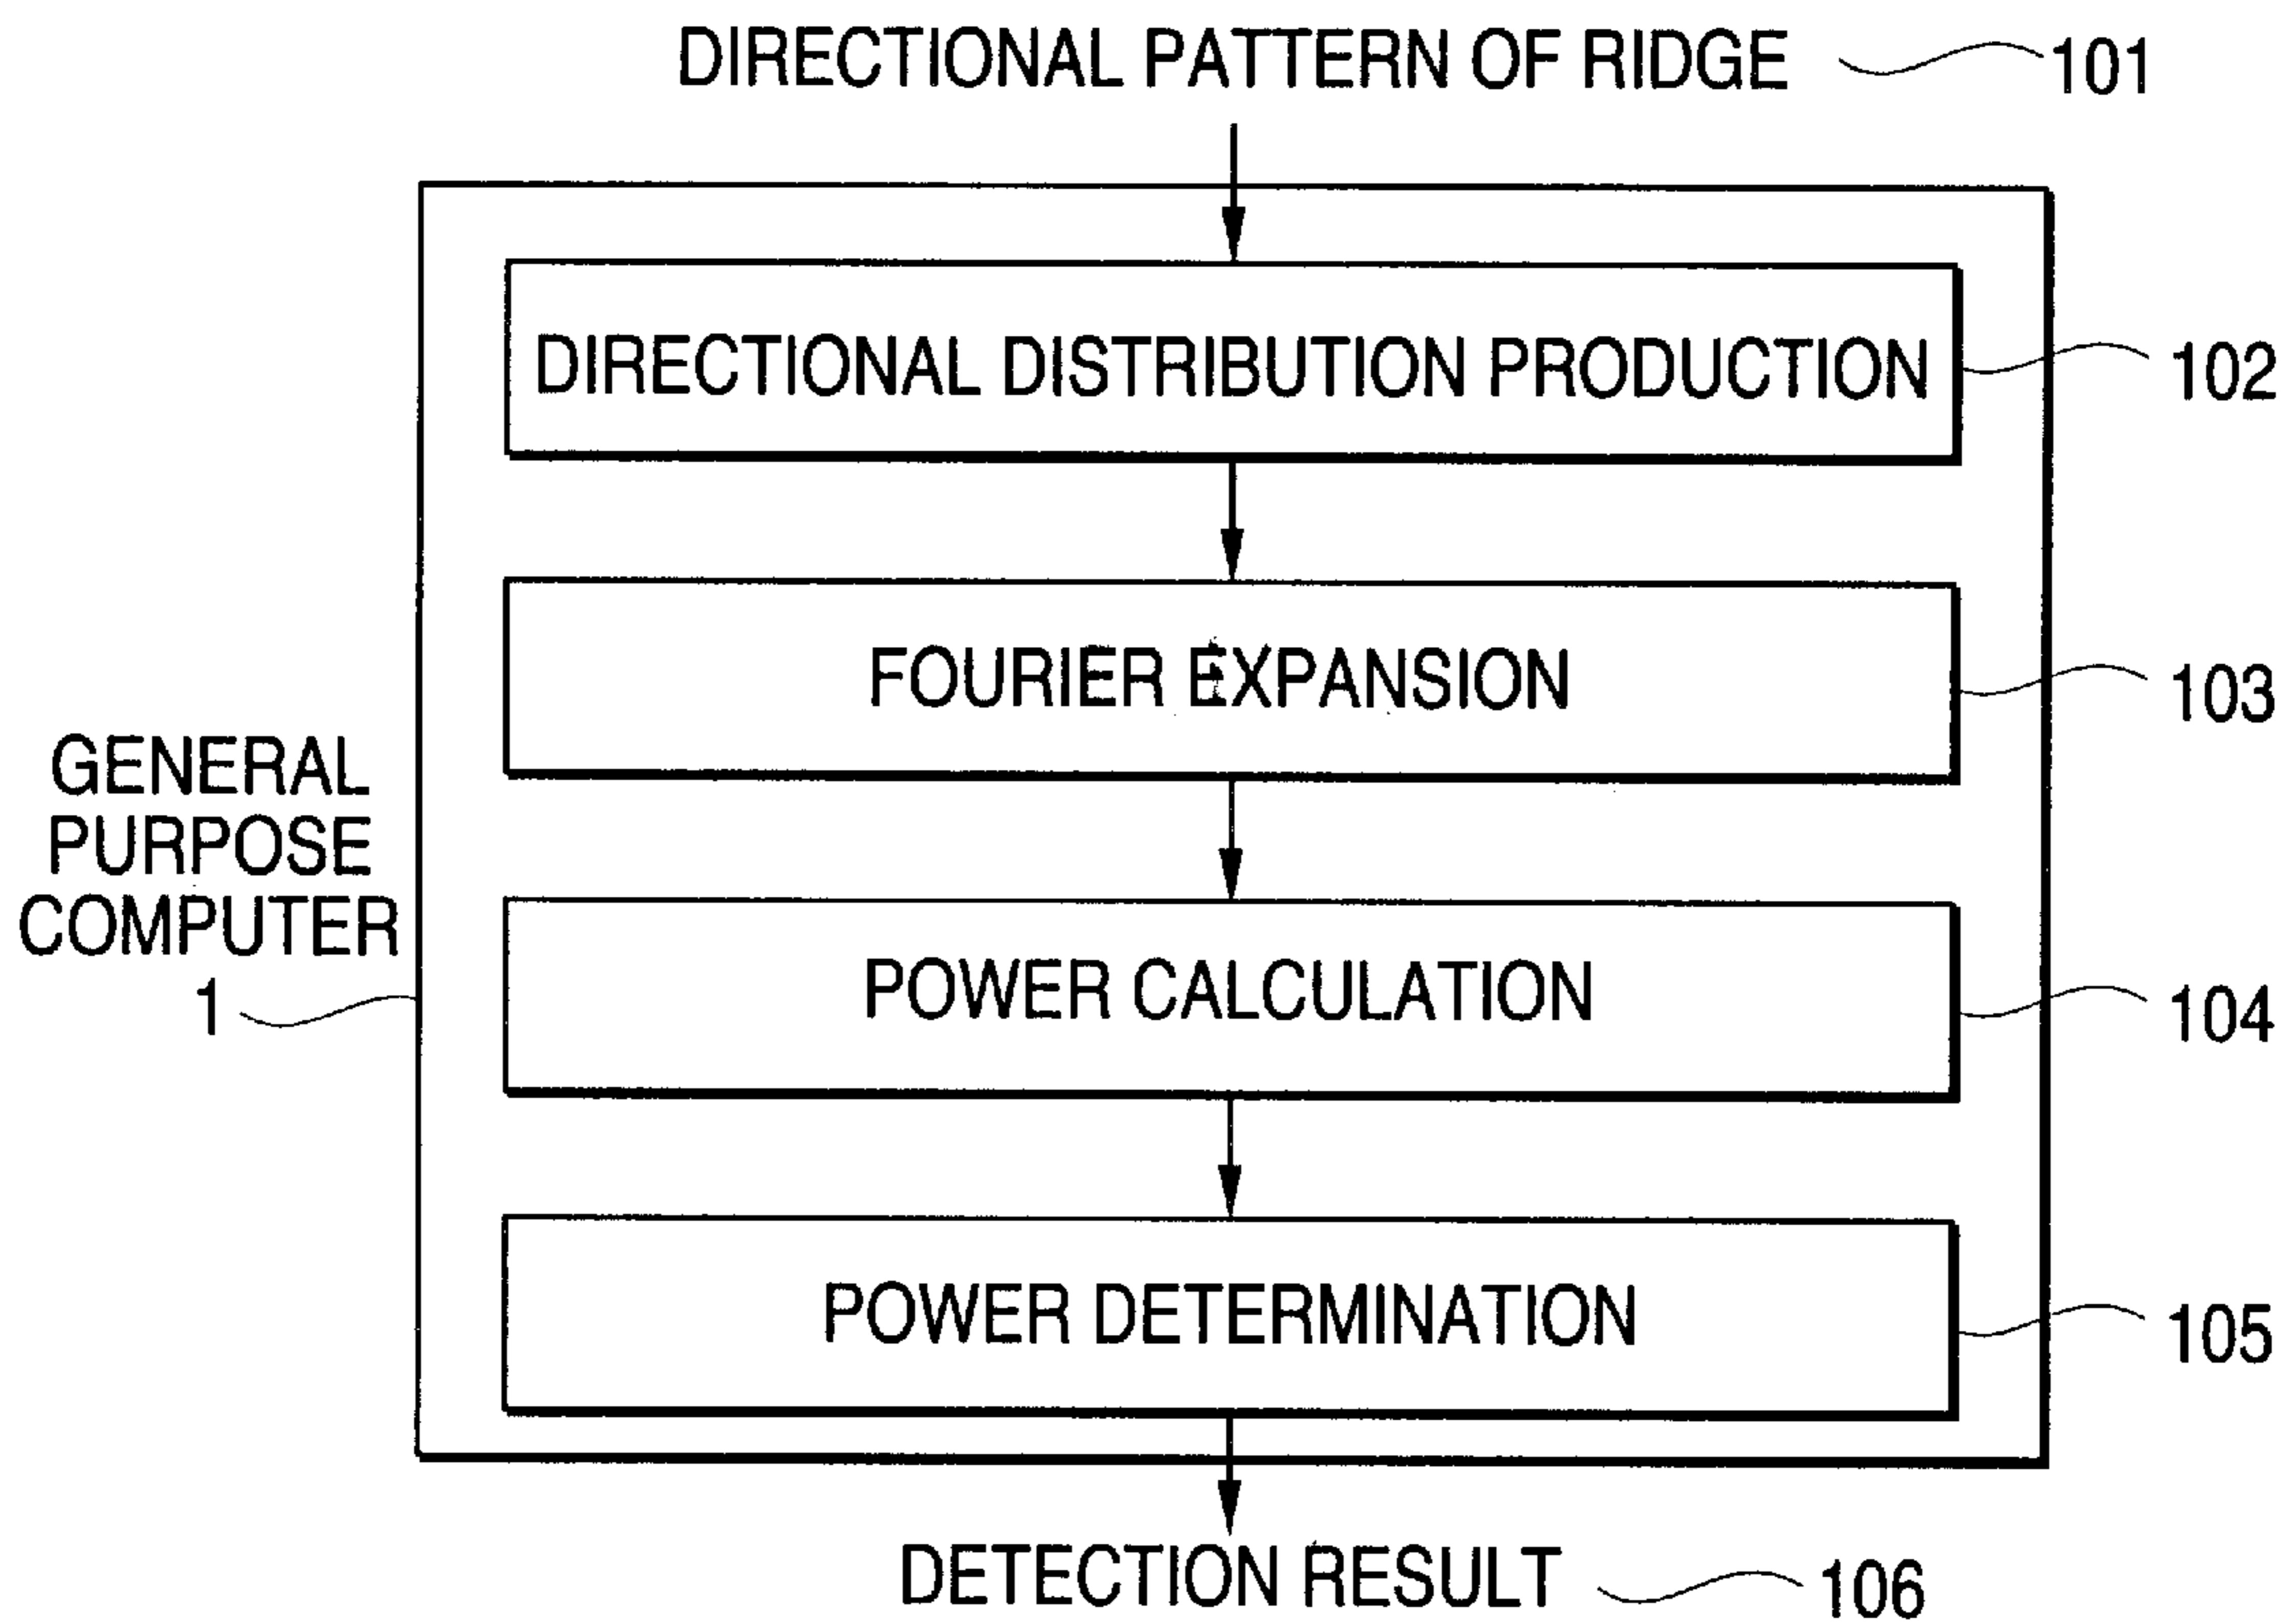 DIRECTIONAL PATTERN OF RIDGE 101
DIRECTIONAL DISTRIBUTION PRODUCTION 102
FOURIER EXPANSION 103
GENERAL
PURPOSE
COMPUTER
1
POWER CALCULATION 104
POWER DETERMINATION 105
DETECTION RESULT 106